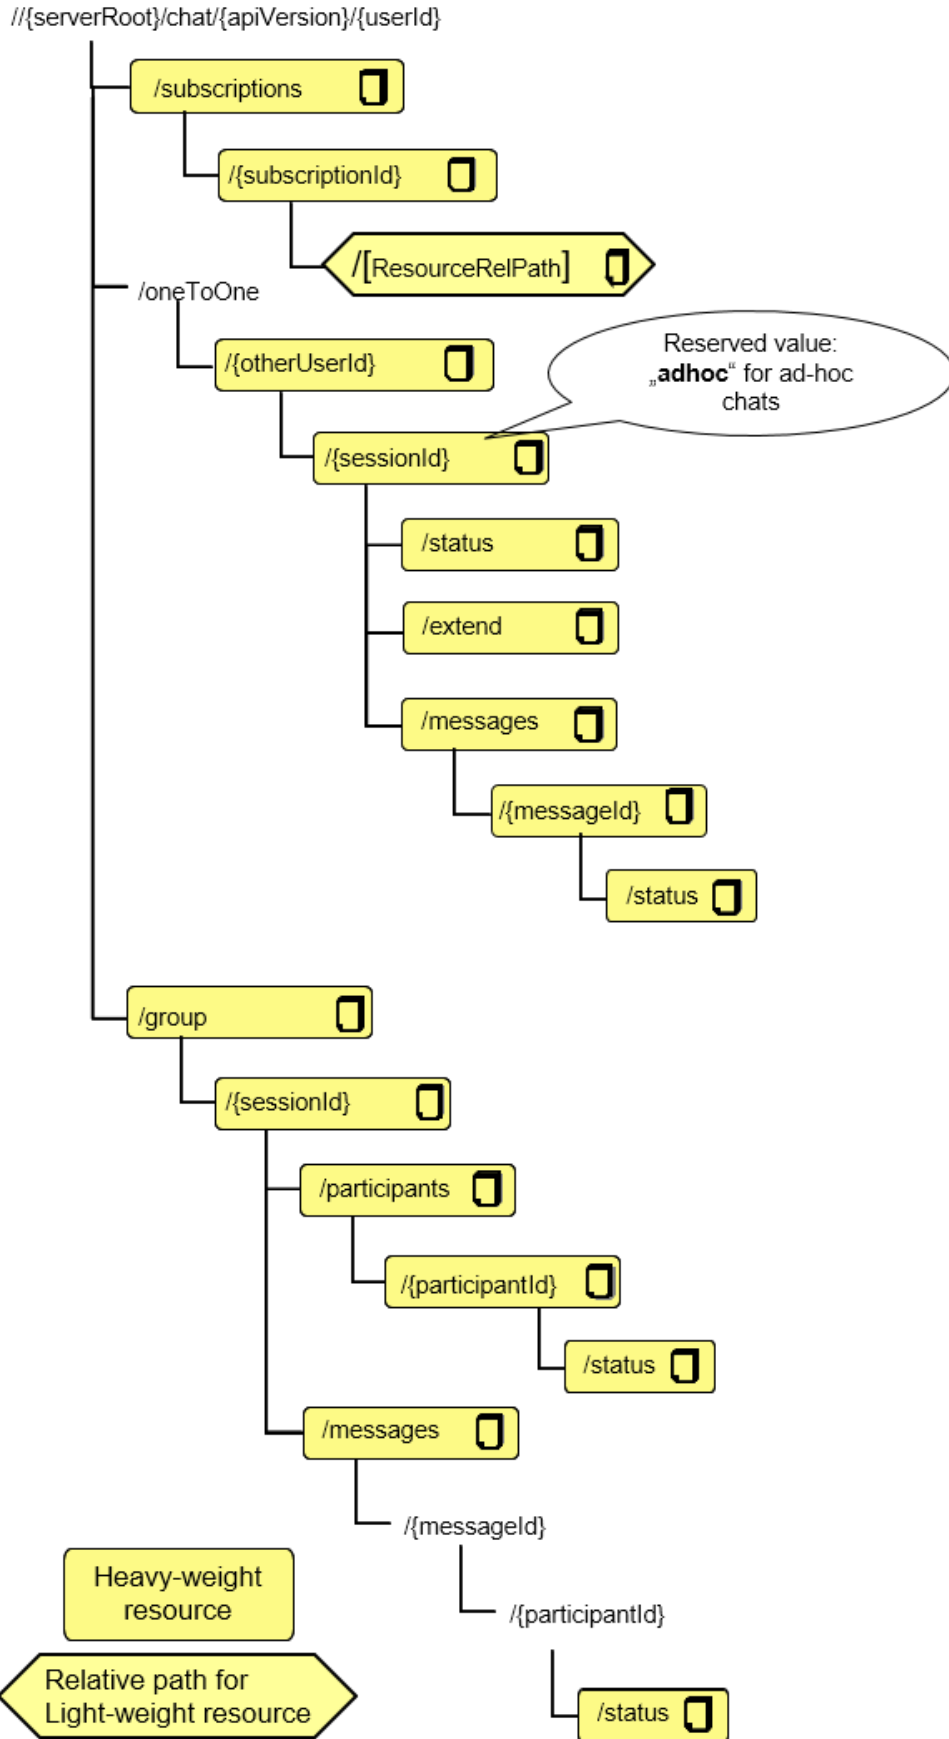 //{serverRoot}/chat/{apiVersion}/{userId}
/subscriptions
/{subscriptionId}
/[ResourceRelPath]
/oneToOne
/{otherUserId}
Reserved value:
„adhoc“ for ad-hoc
chats
/{sessionId}
/status
/extend
/messages
/{messageId}
/status
/group
/{sessionId}
/participants
/{participantId}
/status
/messages
/{messageId}
/{participantId}
/status
Heavy-weight
resource
Relative path for
Light-weight resource